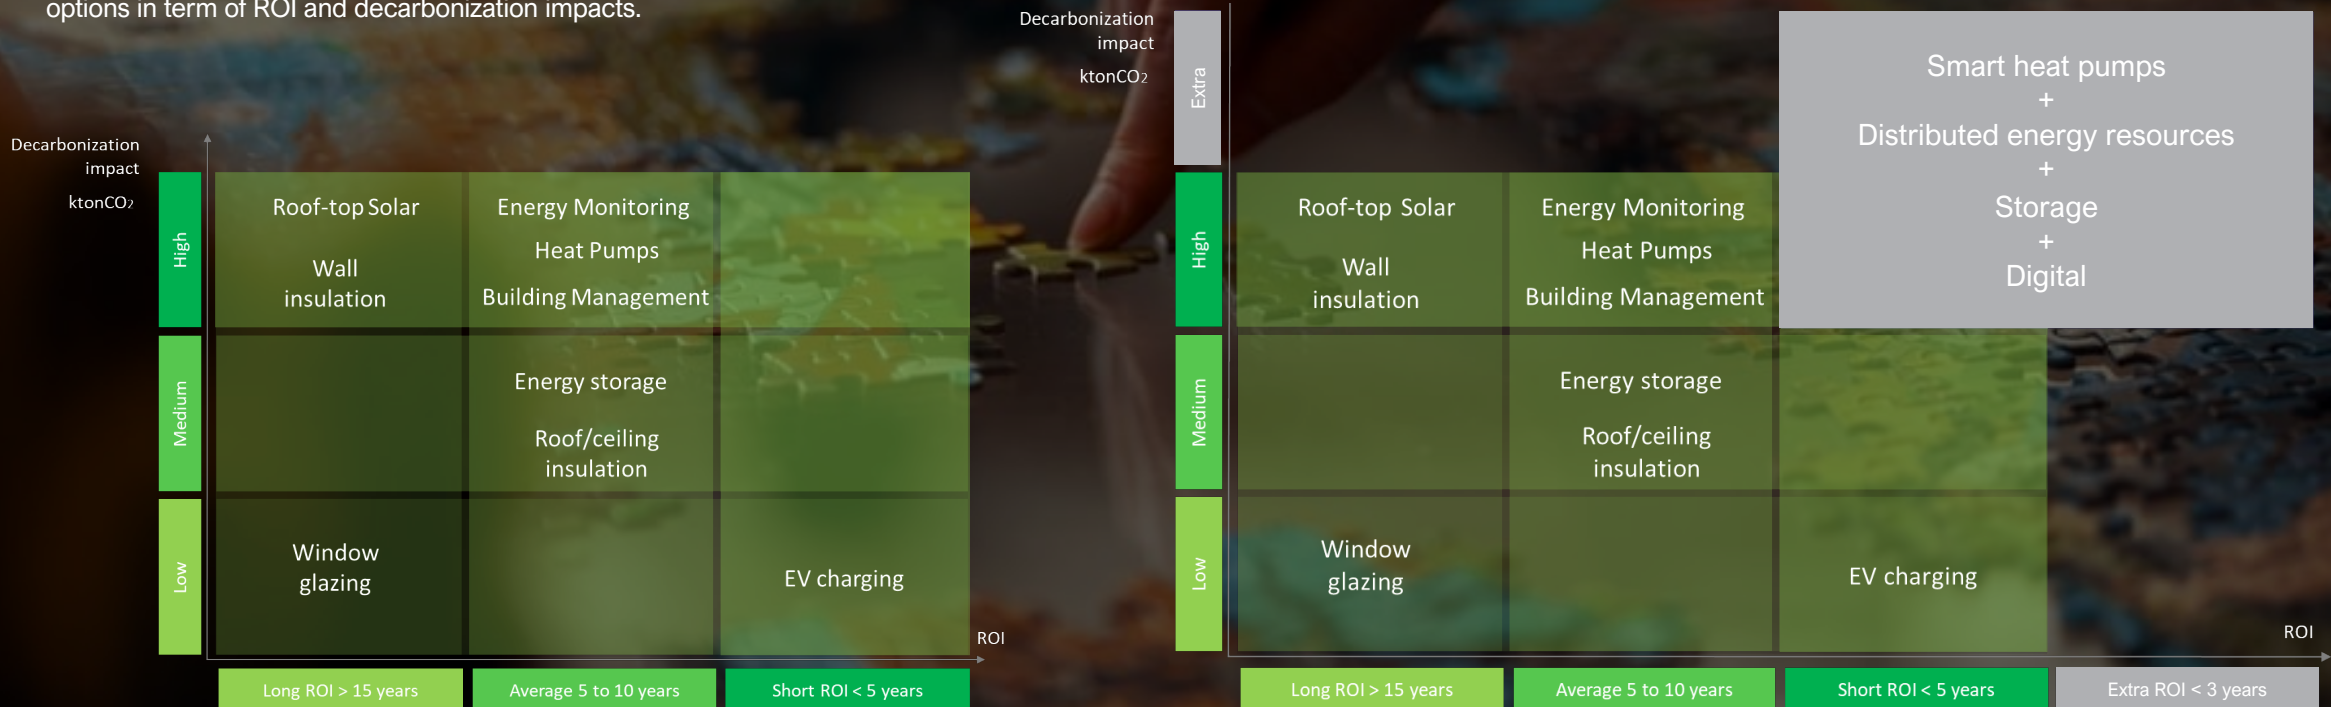 options in term of ROI and decarbonization impacts.
Decarbonization
impact
ktonCO2
High
Medium
Low
Roof-top Solar
Wall
insulation
Energy Monitoring
Heat Pumps
Building Management
Energy storage
Roof/ceiling
insulation
Window
glazing
EV charging
ROI
Long ROI > 15 years
Average 5 to 10 years
Short ROI < 5 years
Decarbonization
impact
ktonCO2
Extra
High
Medium
Low
Smart heat pumps
+
Distributed energy resources
+
Storage
+
Digital
Roof-top Solar
Wall
insulation
Energy Monitoring
Heat Pumps
Building Management
Energy storage
Roof/ceiling
insulation
Window
glazing
EV charging
ROI
Long ROI > 15 years
Average 5 to 10 years
Short ROI < 5 years
Extra ROI < 3 years